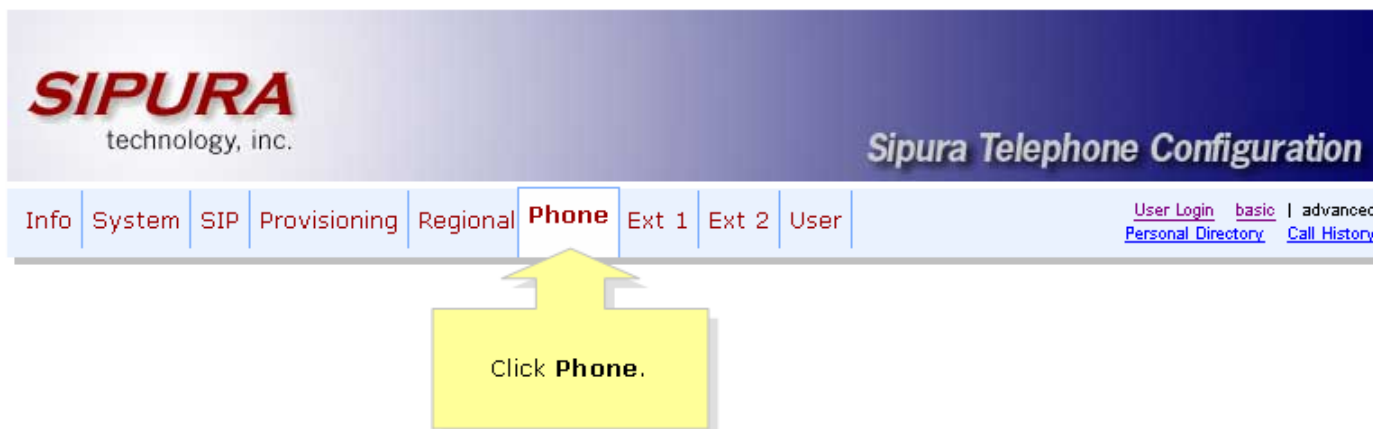 SIPURA
technology, inc.
Sipura Telephone Configuration
Info System SIP Provisioning Regional Phone Ext 1 Ext 2 User
User Login basic | advanced
Personal Directory Call History
Click Phone.